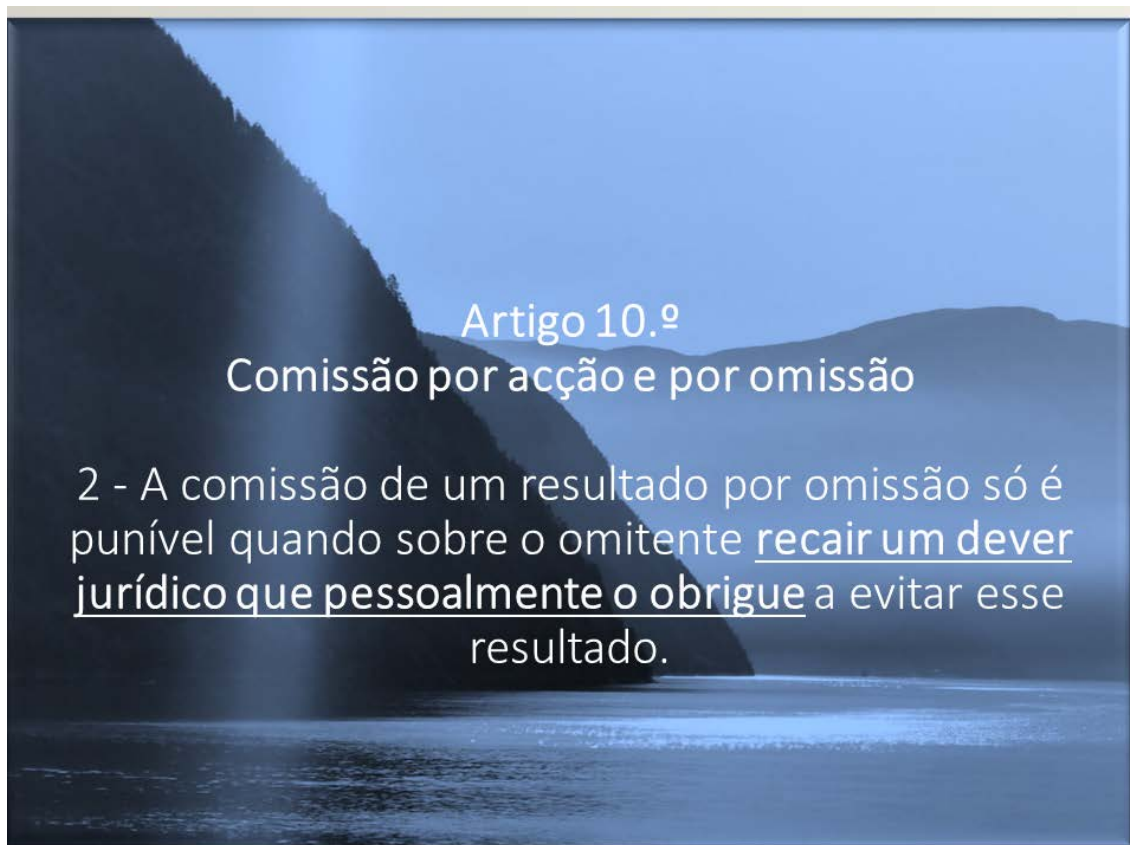 Artigo 10.º
Comissão por acção e por omissão
2 - A comissão de um resultado por omissão só é
punível quando sobre o omitente recair um dever
jurídico que pessoalmente o obrigue a evitar esse
resultado.